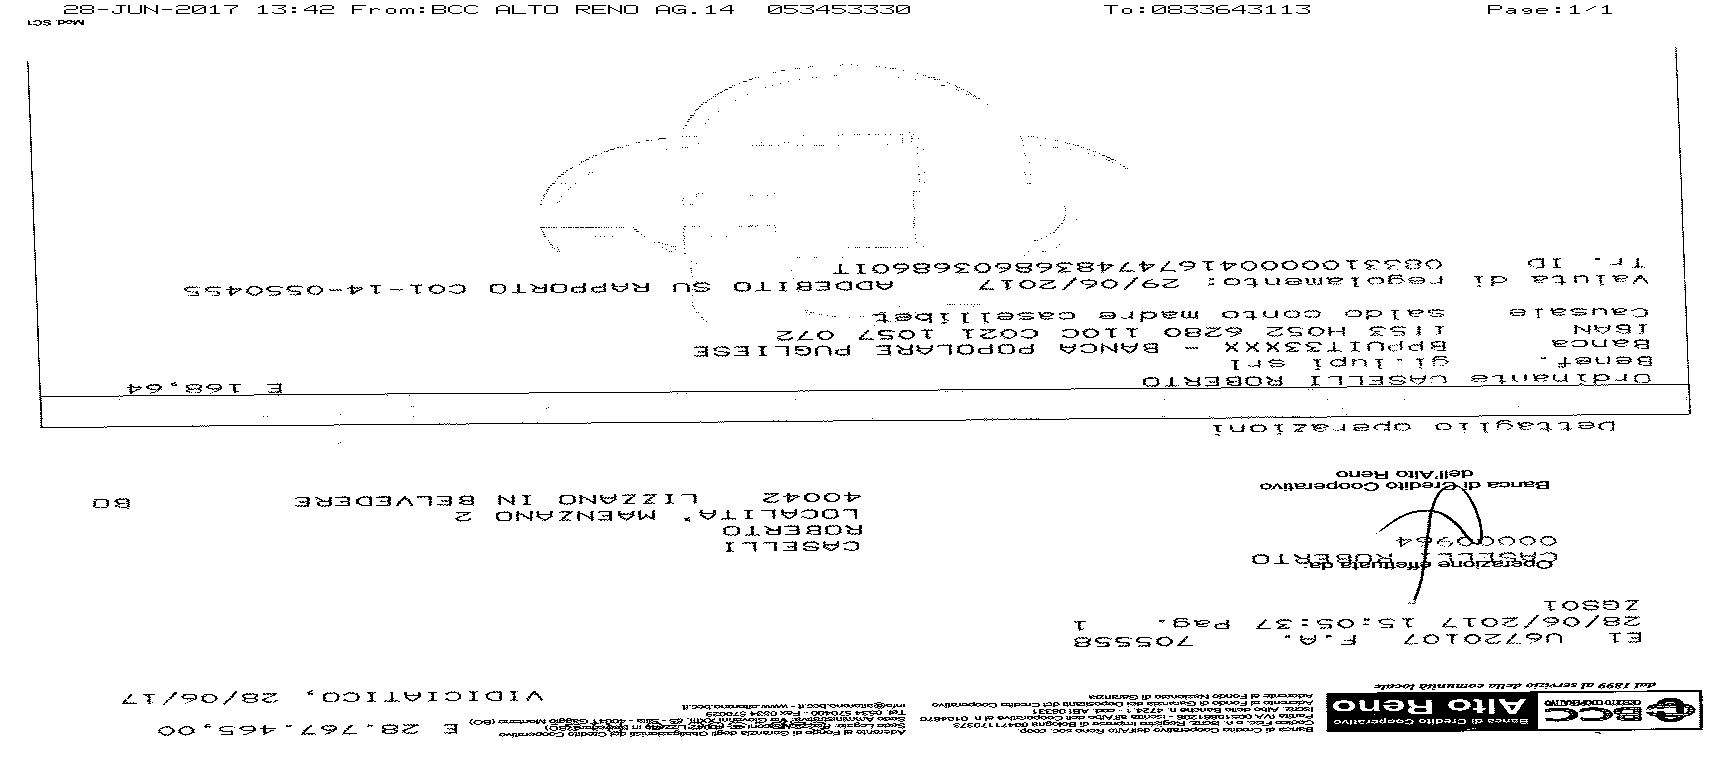 28-JUN-2017 13:42 From:BCC ALTO RENO AG.14 053453330 To:0833643113 Page:1/1
BCC
CREDITO COOPERATIVO
Banca di Credito Cooperativo
Alto Reno
dal 1899 al servizio della comunità locale
E 28.767.465,00
VIDICIATICO, 28/06/17
E1 U6720107 F.A. 705558
28/06/2017 15:05:37 Pag. 1
ZGS01
Operazione effettuata da:
CASELLI ROBERTO
00000964
Banca di Credito Cooperativo
dell'Alto Reno
CASELLI
ROBERTO
LOCALITA' MAENZANO 2
40042 LIZZANO IN BELVEDERE BO
Dettaglio operazioni
Ordinante CASELLI ROBERTO E 168,64
Benef. gi.lupi srl
Banca BPPUIT33XXX - BANCA POPOLARE PUGLIESE
IBAN IT53 H052 6280 110C C021 1057 072
Causale saldo conto madre casellibet
Valuta di regolamento: 29/06/2017 ADDEBITO SU RAPPORTO C01-14-0550455
Tr. ID
Mod. SC1